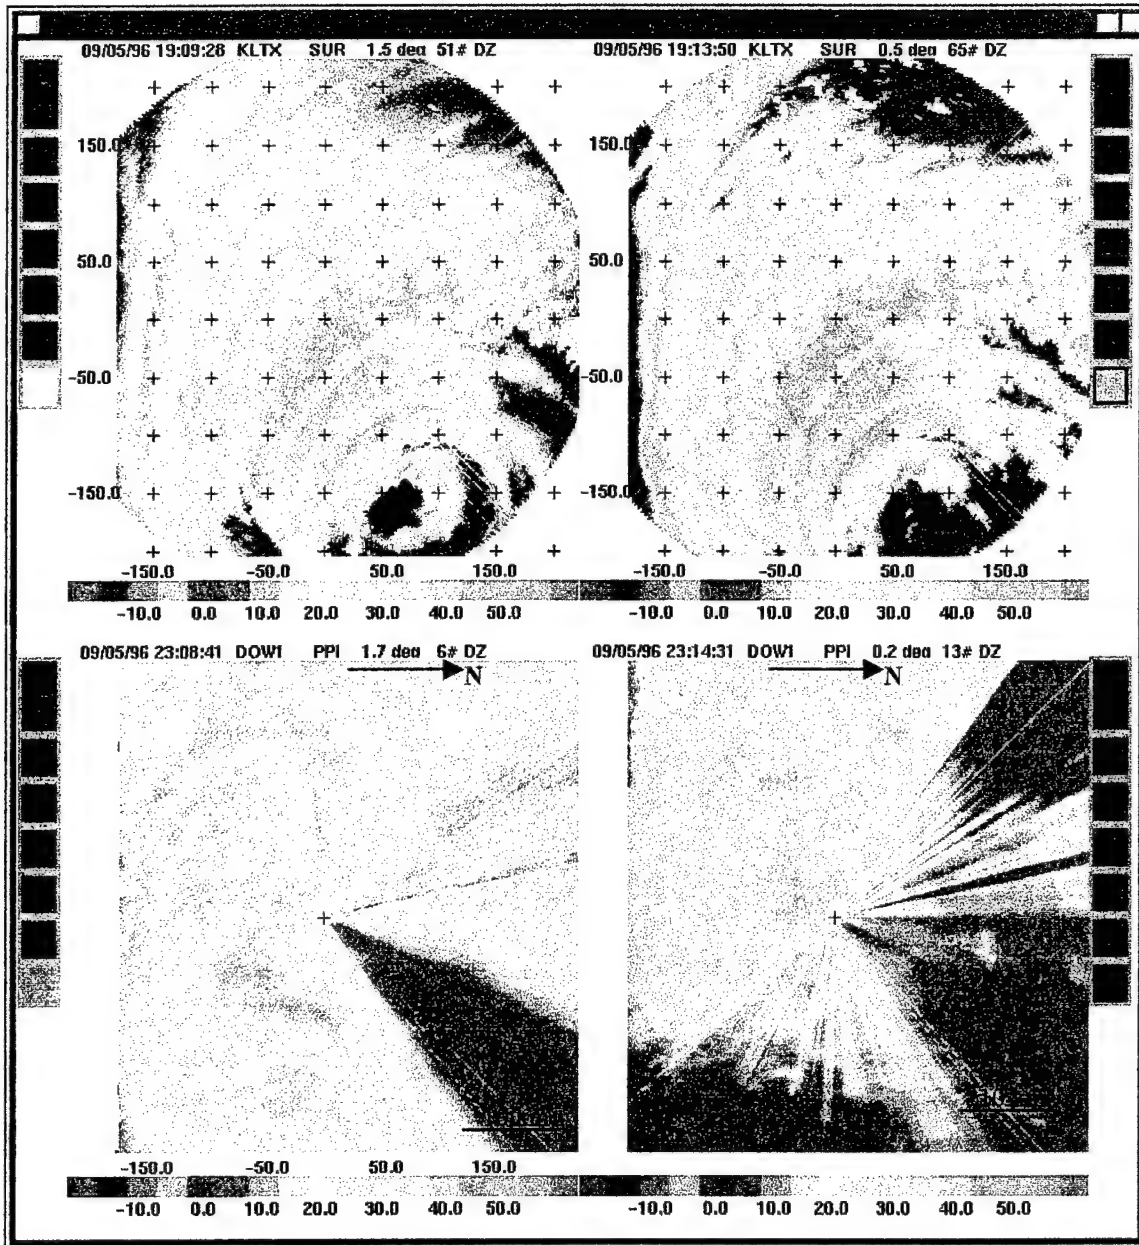 09/05/96 19:09:28 KLTX SUR 1.5 deg 51# DZ
09/05/96 19:13:50 KLTX SUR 0.5 deg 65# DZ
150.0
50.0
-50.0
-150.0
150.0
50.0
-50.0
-150.0
-150.0 -50.0 50.0 150.0
-150.0 -50.0 50.0 150.0
-10.0 0.0 10.0 20.0 30.0 40.0 50.0
-10.0 0.0 10.0 20.0 30.0 40.0 50.0
09/05/96 23:08:41 DOW1 PPI 1.7 deg 6# DZ
09/05/96 23:14:31 DOW1 PPI 0.2 deg 13# DZ
N
N
-150.0 -50.0 50.0 150.0
-10.0 0.0 10.0 20.0 30.0 40.0 50.0
-10.0 0.0 10.0 20.0 30.0 40.0 50.0